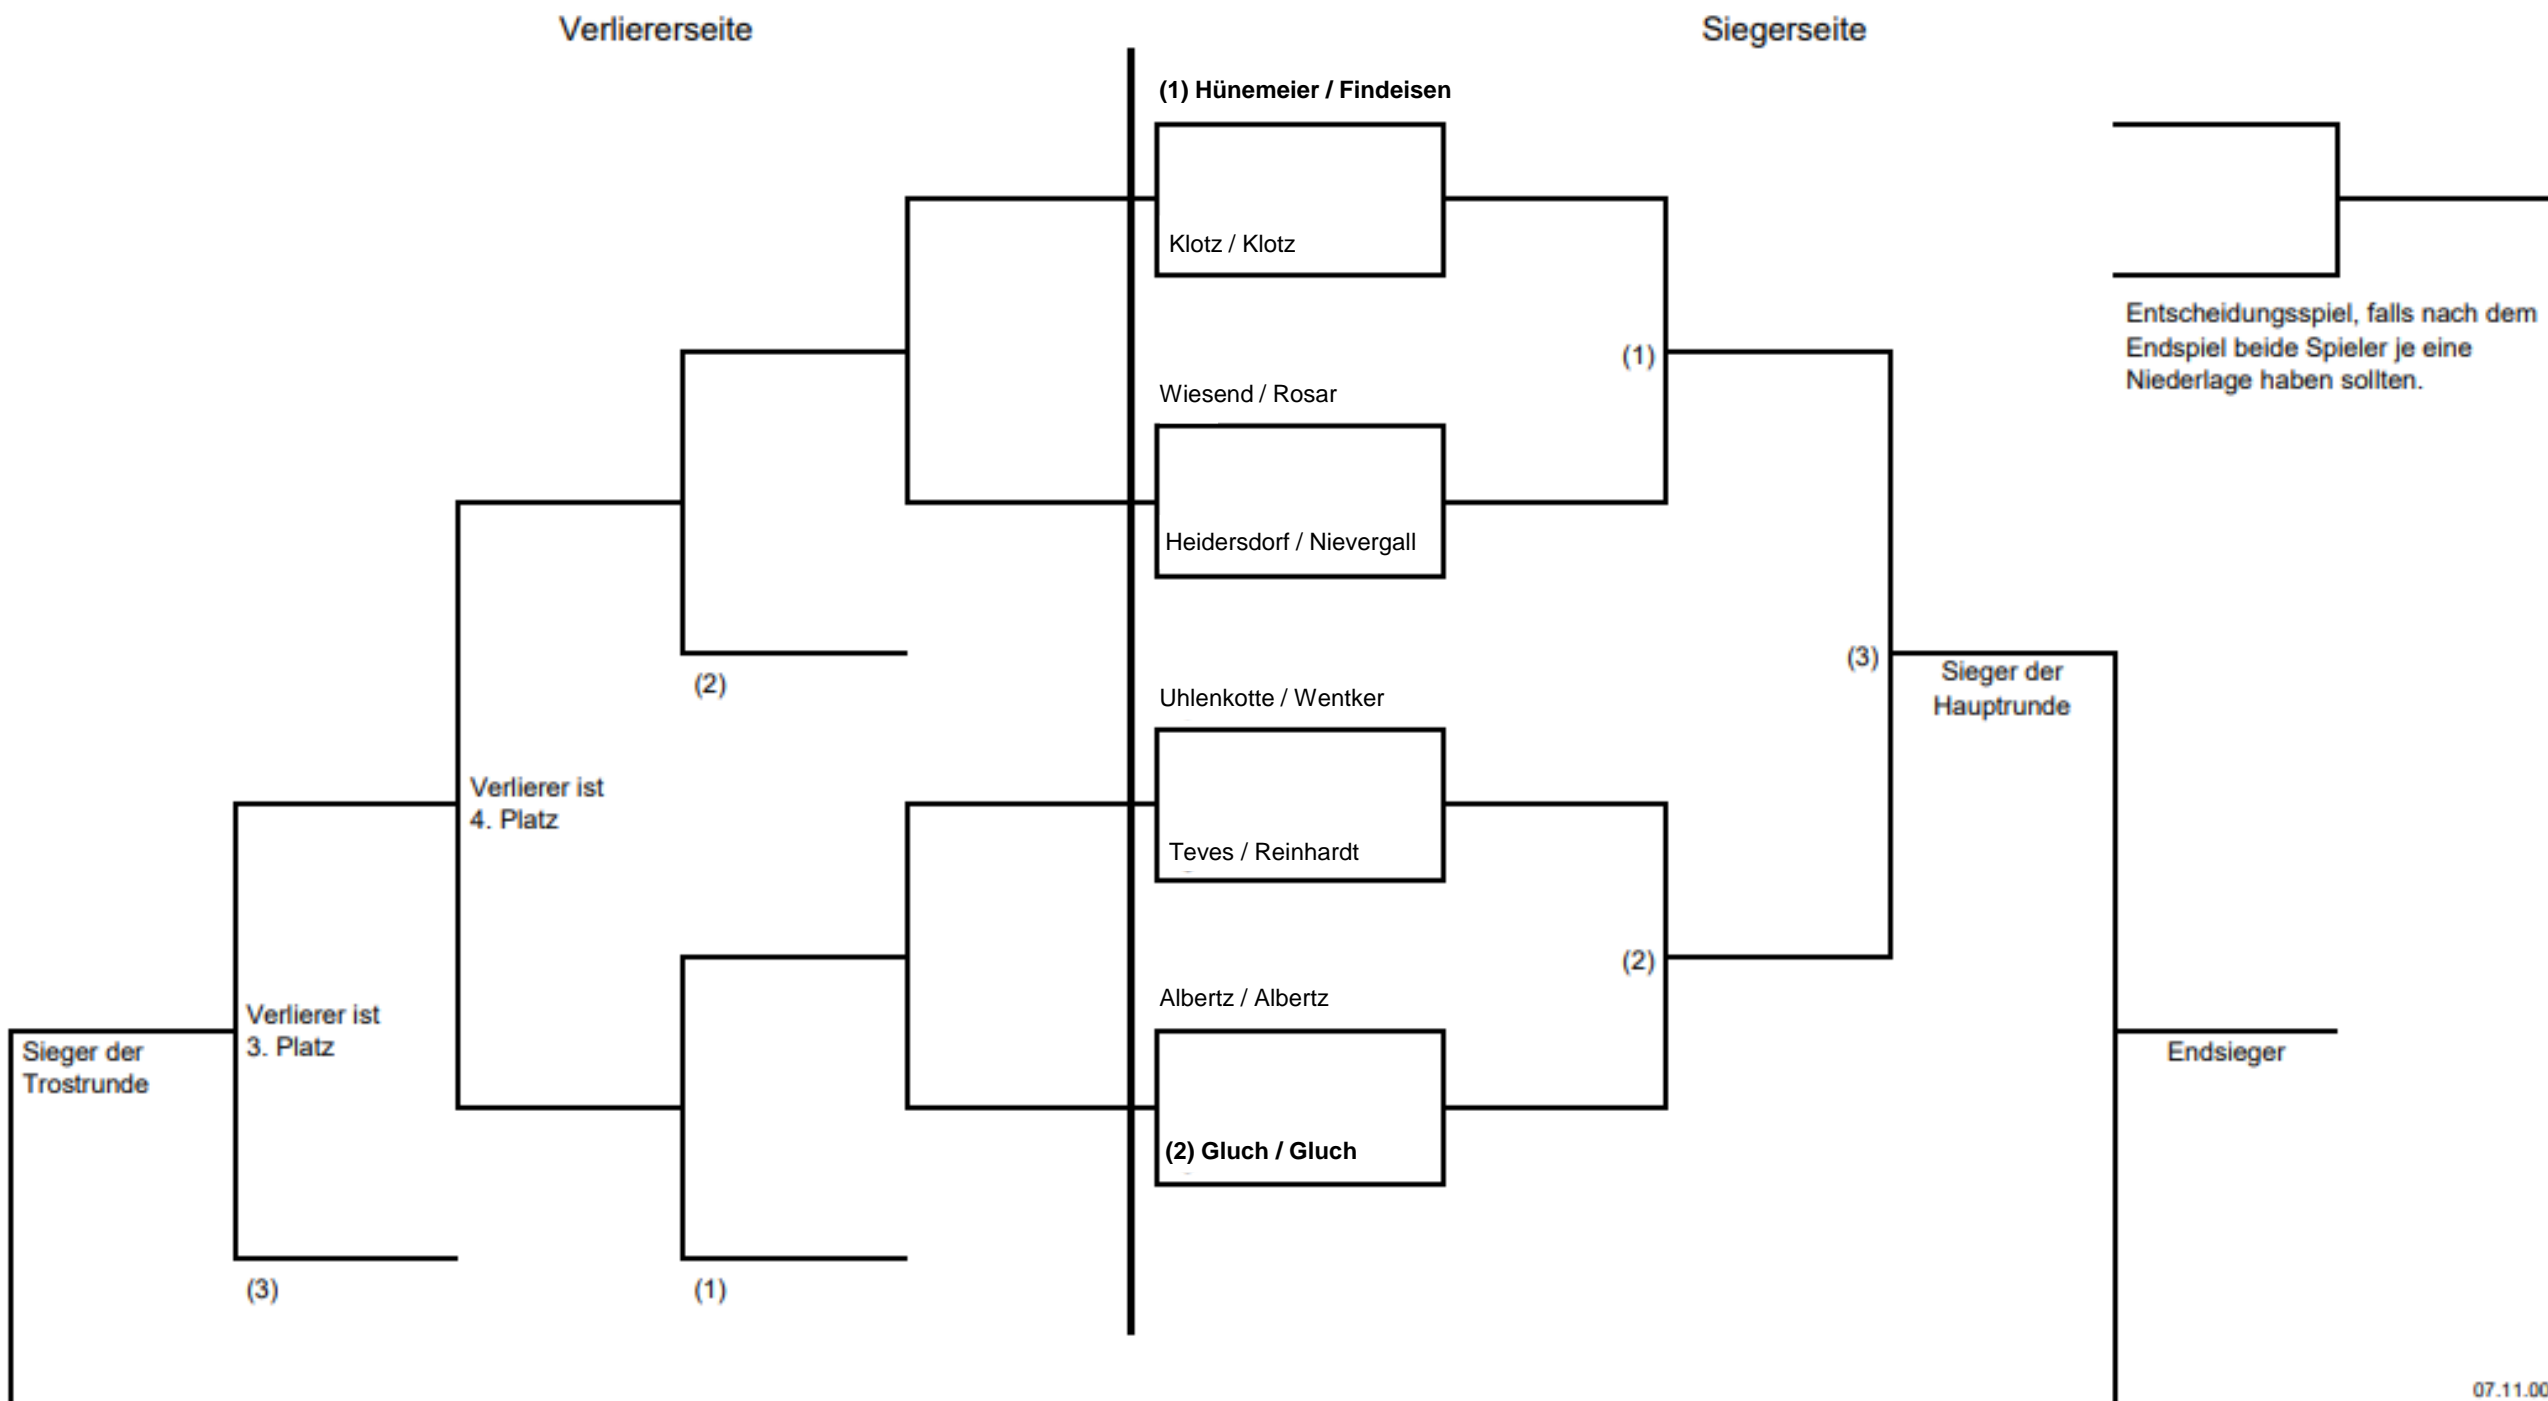 Verliererseite
Siegerseite
(1) Hünemeier / Findeisen
Klotz / Klotz
Entscheidungsspiel, falls nach dem
Endspiel beide Spieler je eine
Niederlage haben sollten.
(1)
Wiesend / Rosar
Heidersdorf / Nievergall
(2)
(3)
Sieger der
Hauptrunde
Uhlenkotte / Wentker
Verlierer ist
4. Platz
Teves / Reinhardt
(2)
Albertz / Albertz
Verlierer ist
3. Platz
Sieger der
Trostrunde
Endsieger
(2) Gluch / Gluch
(3)
(1)
07.11.00